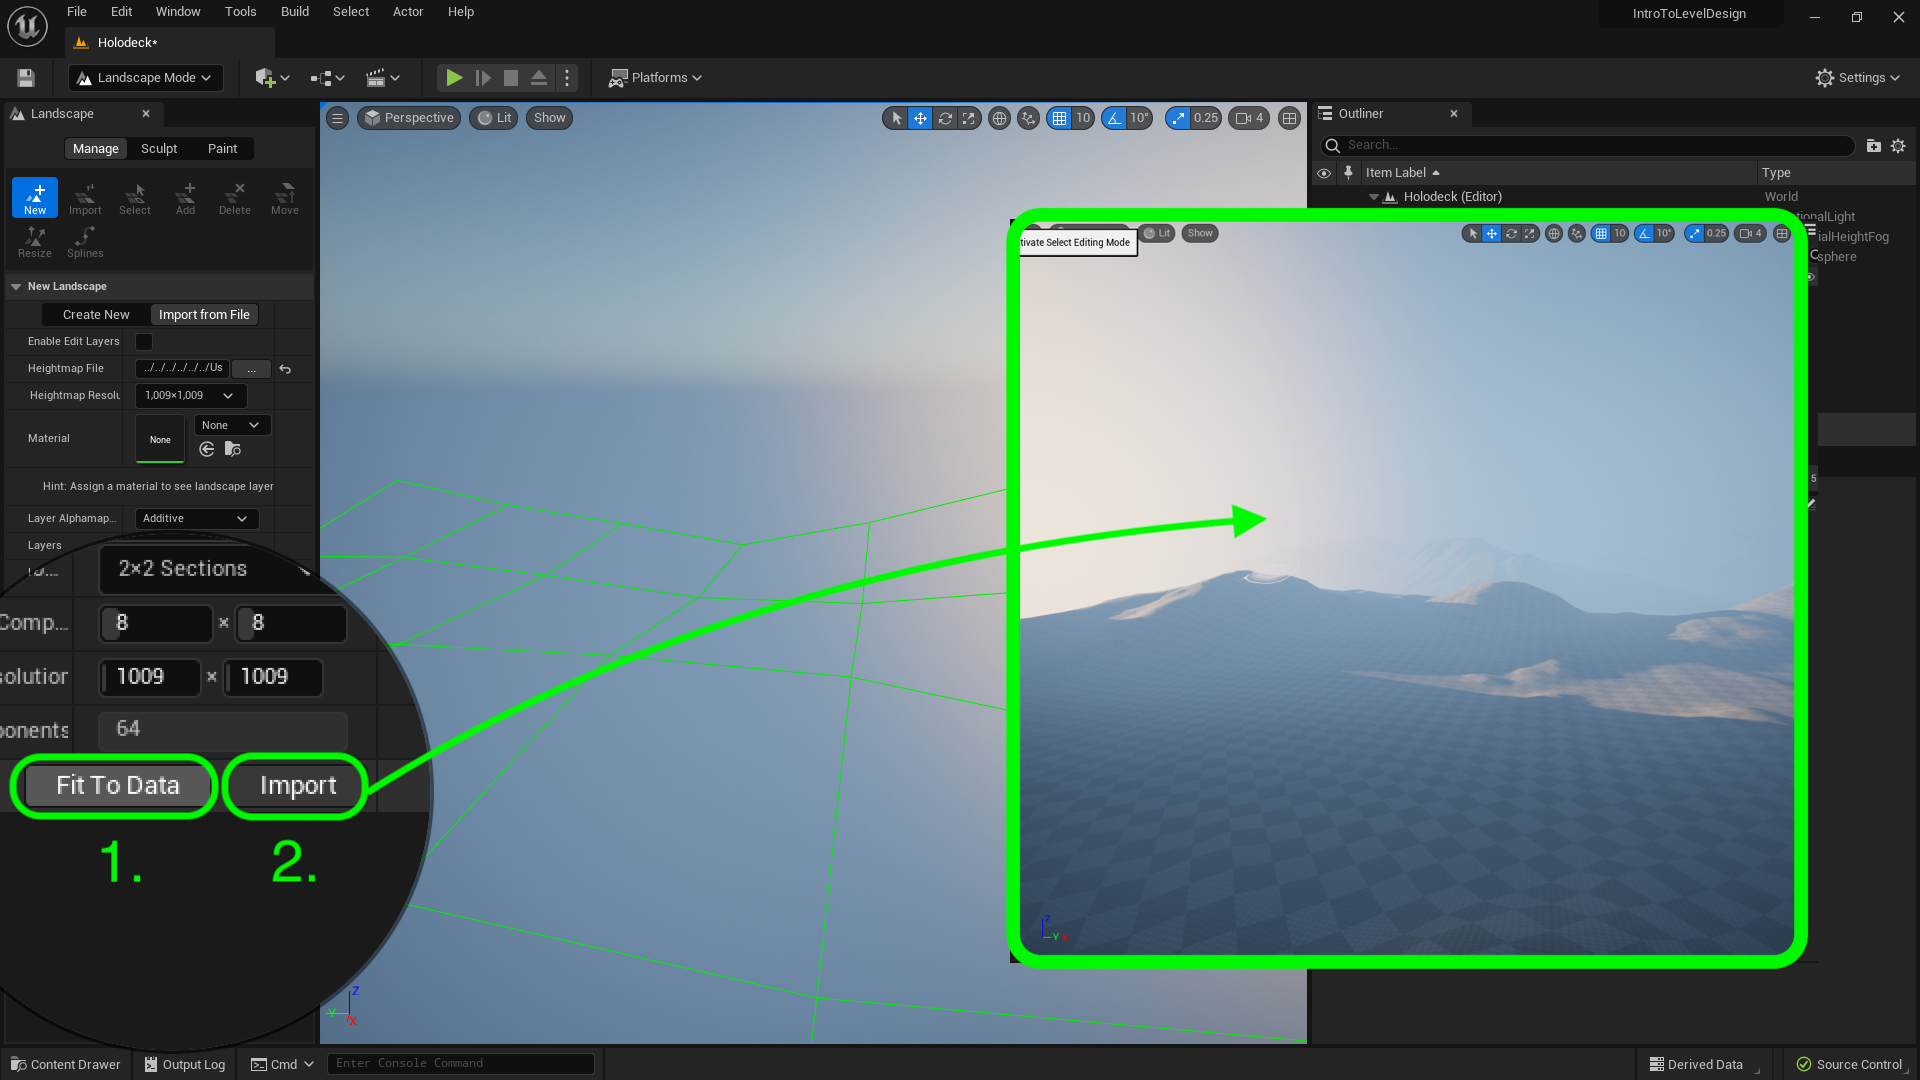 File Edit Window Tools Build Select Actor Help
IntroToLevelDesign
Holodeck*
Landscape Mode
Platforms
Settings
Landscape
Manage Sculpt Paint
New Import Select Add Delete Move
Resize Splines
New Landscape
Create New Import from File
Enable Edit Layers
Heightmap File ../../../../../../Us ...
Heightmap Resolu 1,009×1,009
Material None None
Hint: Assign a material to see landscape layer
Layer Alphamap... Additive
Layers
2×2 Sections
Comp... 8 × 8
solution 1009 × 1009
ponents 64
Fit To Data Import
1. 2.
Perspective Lit Show
10 10° 0.25 4
Z
Y
X
tivate Select Editing Mode
Lit Show
10 10° 0.25 4
Z
Y X
Outliner
Search...
Item Label Type
Holodeck (Editor) World
tionalLight
ialHeightFog
sphere
5
Content Drawer Output Log Cmd Enter Console Command
Derived Data Source Control